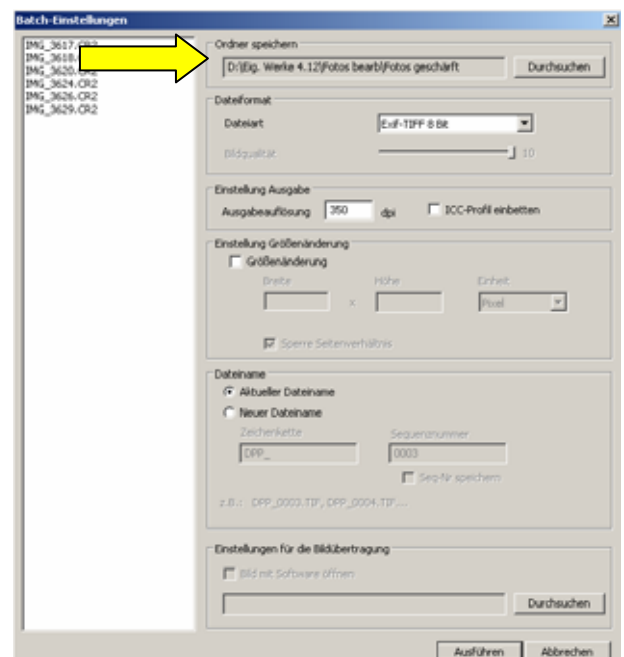 Batch-Einstellungen
IMG_3617.CR2
IMG_3618.
IMG_3620.
IMG_3624.CR2
IMG_3626.CR2
IMG_3629.CR2
Ordner speichern
D:\Eig. Werke 4.12\Fotos bearb\Fotos geschärft
Durchsuchen
Dateiformat
Dateiart
Exif-TIFF 8 Bit
Bildqualität
10
Einstellung Ausgabe
Ausgabeauflösung 350 dpi ICC-Profil einbetten
Einstellung Größenänderung
Größenänderung
Breite Höhe Einheit
x Pixel
Sperre Seitenverhältnis
Dateiname
Aktueller Dateiname
Neuer Dateiname
Zeichenkette Sequenznummer
DPP_ 0003
Seq-Nr speichern
z.B.: DPP_0003.TIF, DPP_0004.TIF...
Einstellungen für die Bildübertragung
Bild mit Software öffnen
Durchsuchen
Ausführen Abbrechen